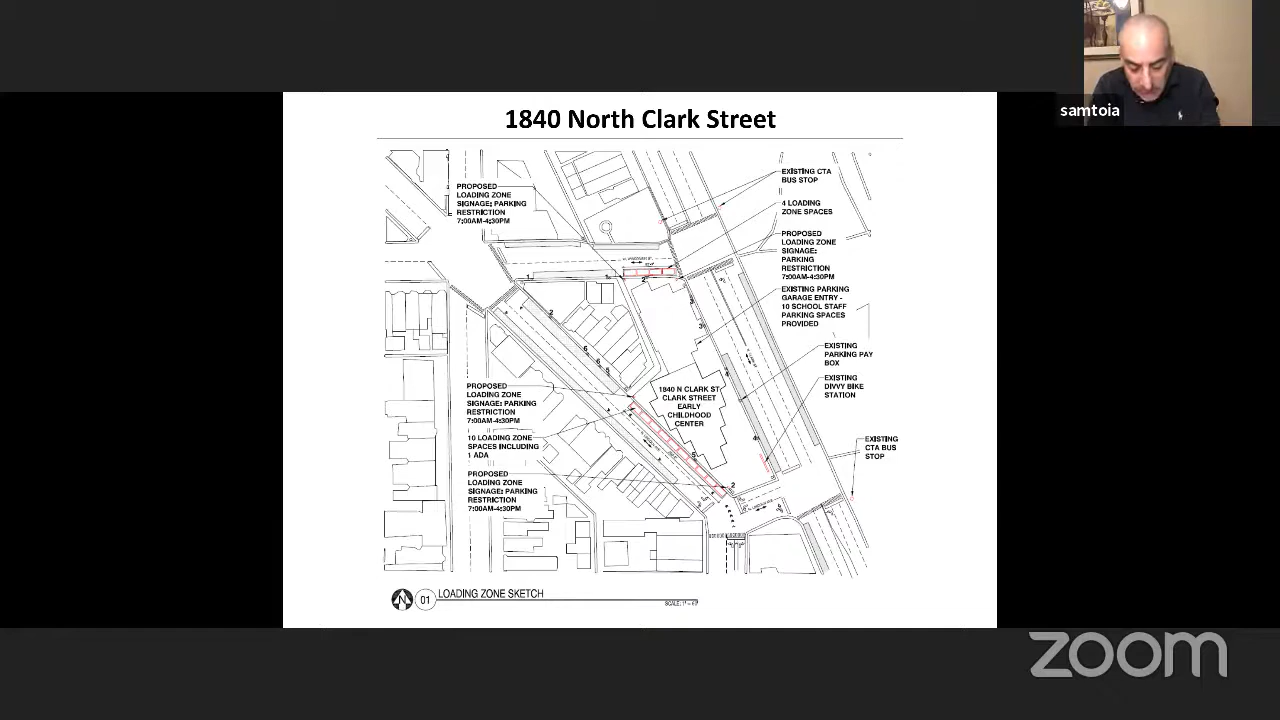 samtoia
1840 North Clark Street
PROPOSED
LOADING ZONE
SIGNAGE: PARKING
RESTRICTION
7:00AM-4:30PM
EXISTING CTA
BUS STOP
4 LOADING
ZONE SPACES
PROPOSED
LOADING ZONE
SIGNAGE:
PARKING
RESTRICTION
7:00AM-4:30PM
EXISTING PARKING
GARAGE ENTRY -
10 SCHOOL STAFF
PARKING SPACES
PROVIDED
EXISTING
PARKING PAY
BOX
EXISTING
DIVVY BIKE
STATION
1840 N CLARK ST
CLARK STREET
EARLY
CHILDHOOD
CENTER
PROPOSED
LOADING ZONE
SIGNAGE: PARKING
RESTRICTION
7:00AM-4:30PM
10 LOADING ZONE
SPACES INCLUDING
1 ADA
EXISTING
CTA BUS
STOP
PROPOSED
LOADING ZONE
SIGNAGE: PARKING
RESTRICTION
7:00AM-4:30PM
N
01
LOADING ZONE SKETCH
zoom